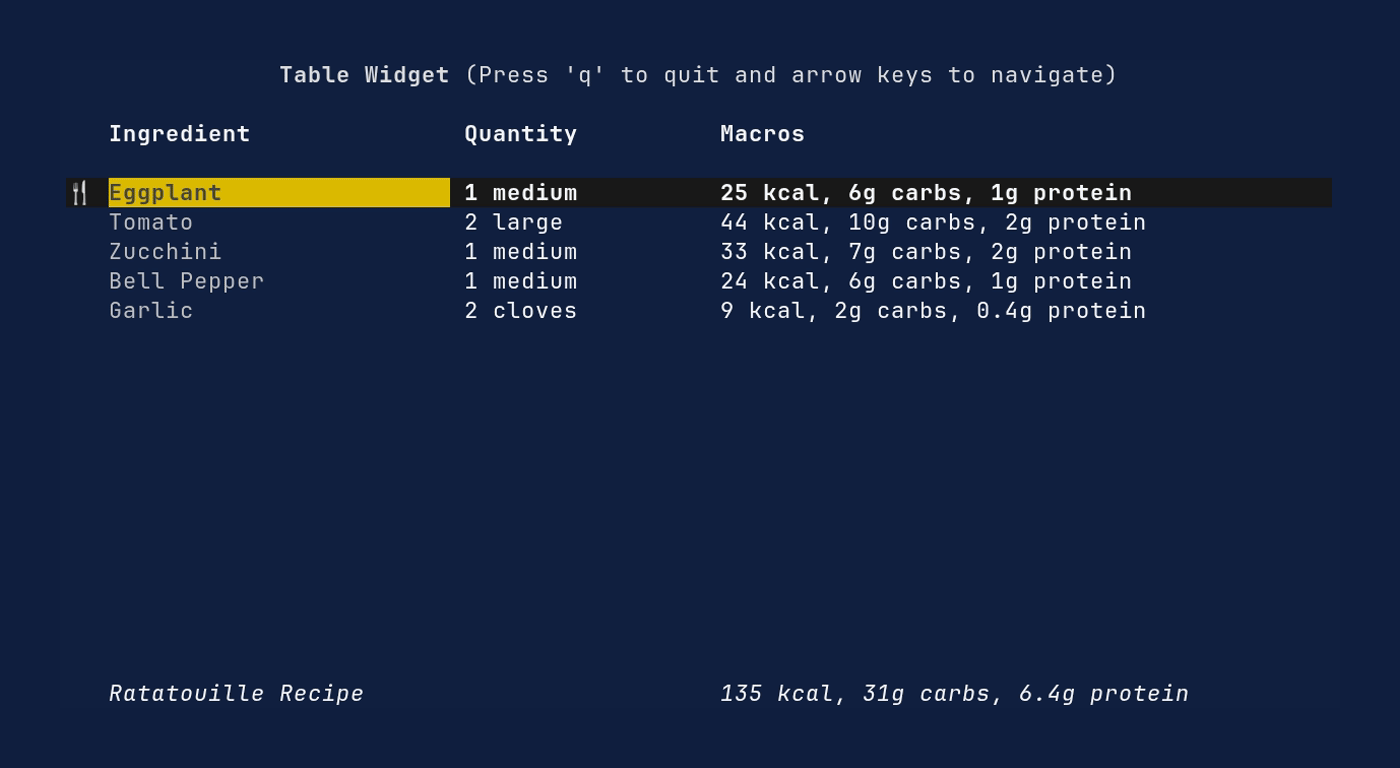 Table Widget (Press 'q' to quit and arrow keys to navigate)
Ingredient Quantity Macros
Eggplant 1 medium 25 kcal, 6g carbs, 1g protein
Tomato 2 large 44 kcal, 10g carbs, 2g protein
Zucchini 1 medium 33 kcal, 7g carbs, 2g protein
Bell Pepper 1 medium 24 kcal, 6g carbs, 1g protein
Garlic 2 cloves 9 kcal, 2g carbs, 0.4g protein
Ratatouille Recipe 135 kcal, 31g carbs, 6.4g protein